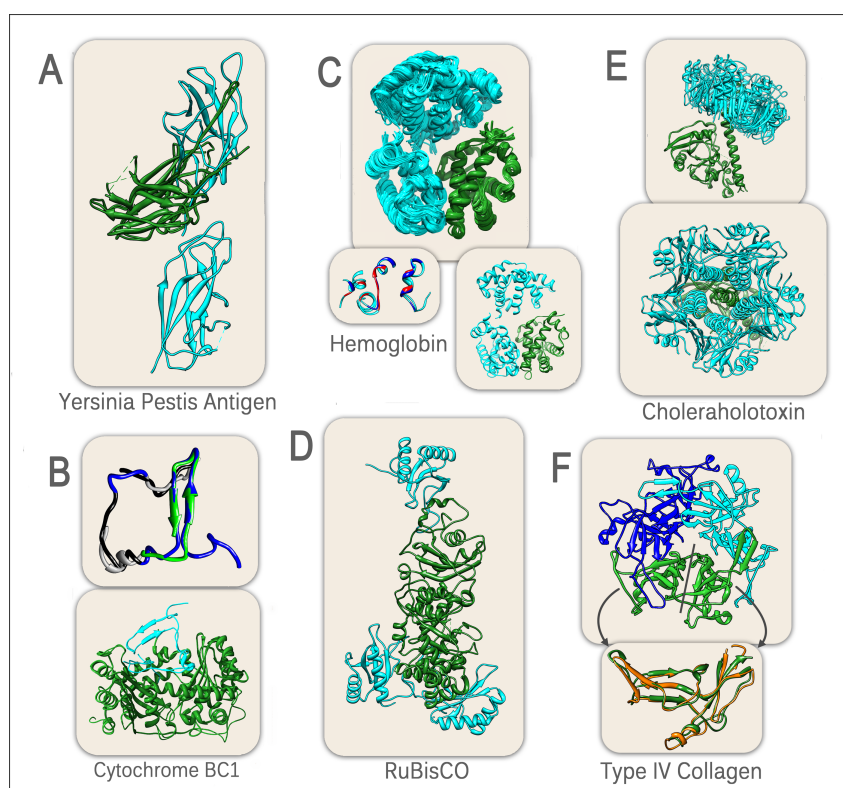 A
C
E
Hemoglobin
Yersinia Pestis Antigen
Choleraholotoxin
B
D
F
Cytochrome BC1
RuBisCO
Type IV Collagen